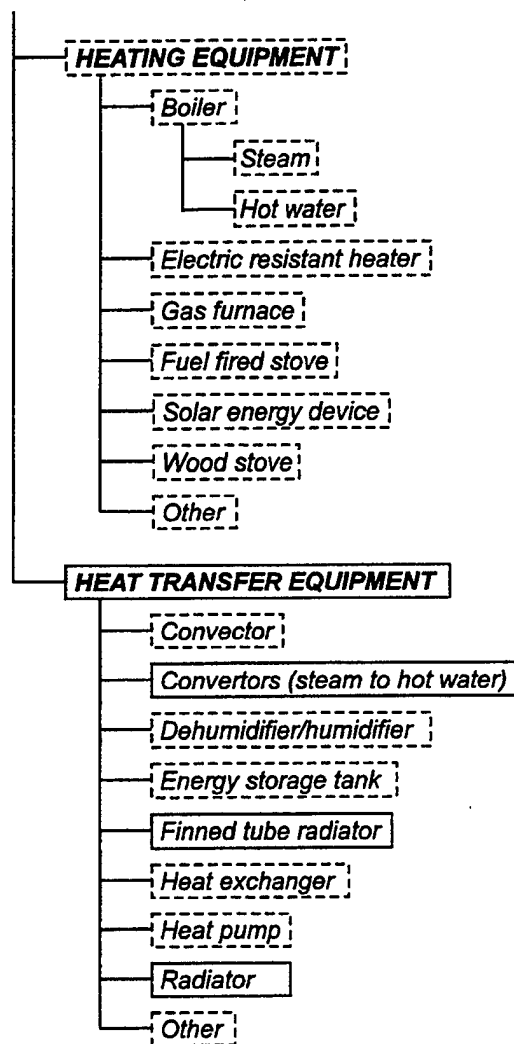 HEATING EQUIPMENT
Boiler
Steam
Hot water
Electric resistant heater
Gas furnace
Fuel fired stove
Solar energy device
Wood stove
Other
HEAT TRANSFER EQUIPMENT
Convector
Convertors (steam to hot water)
Dehumidifier/humidifier
Energy storage tank
Finned tube radiator
Heat exchanger
Heat pump
Radiator
Other